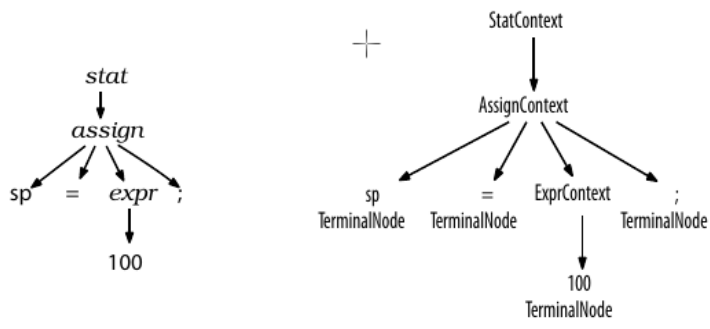 stat
assign
sp = expr ;
100
StatContext
AssignContext
sp = ExprContext ;
TerminalNode TerminalNode TerminalNode
100
TerminalNode